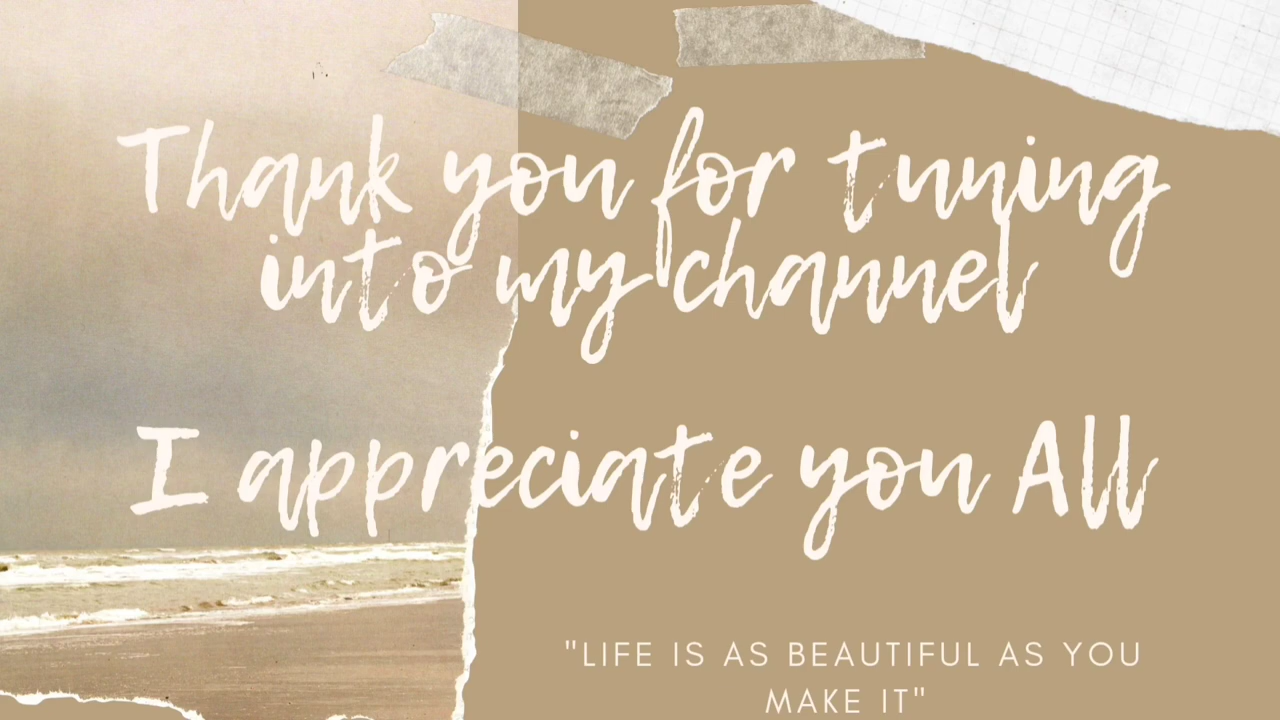 Thank you for tuning
into my channel
I appreciate you All
"LIFE IS AS BEAUTIFUL AS YOU
MAKE IT"